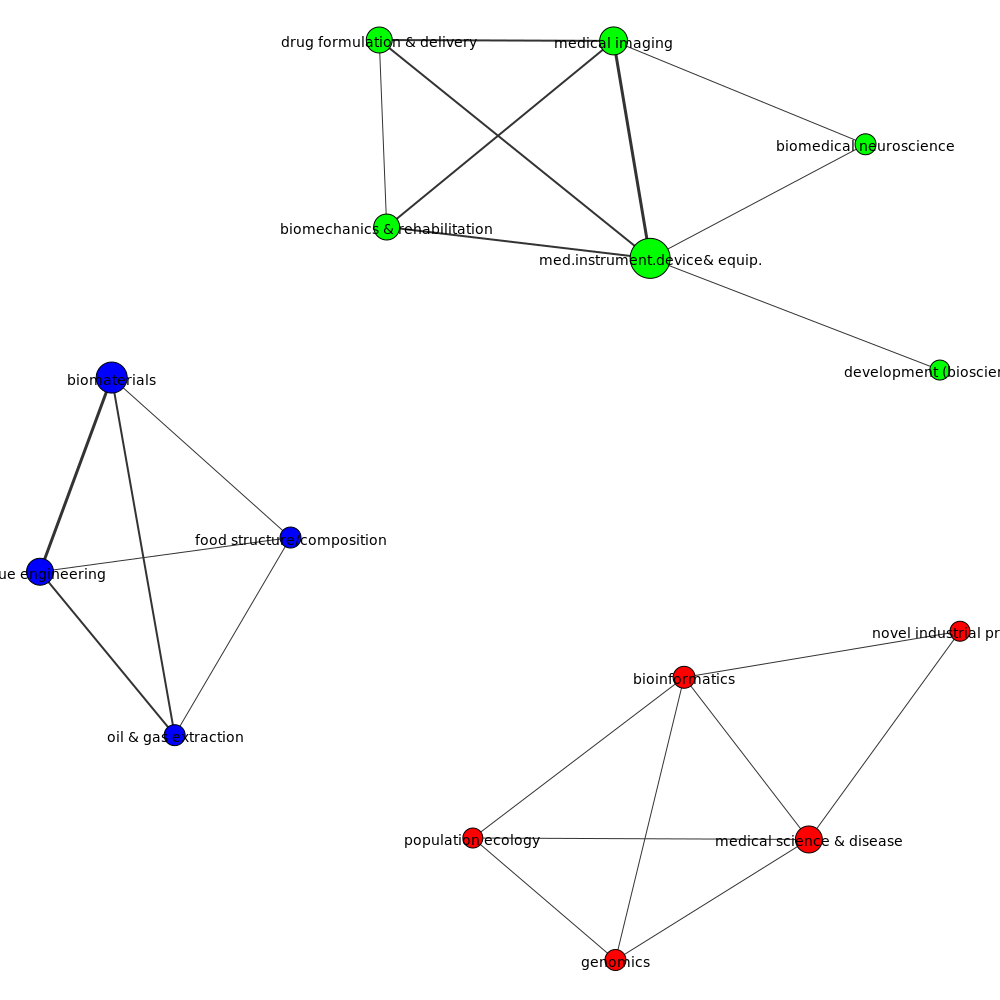 drug formulation & delivery
medical imaging
biomedical neuroscience
biomechanics & rehabilitation
med.instrument.device& equip.
development (bioscien
biomaterials
food structure/composition
ue engineering
novel industrial pr
bioinformatics
oil & gas extraction
population ecology
medical science & disease
genomics